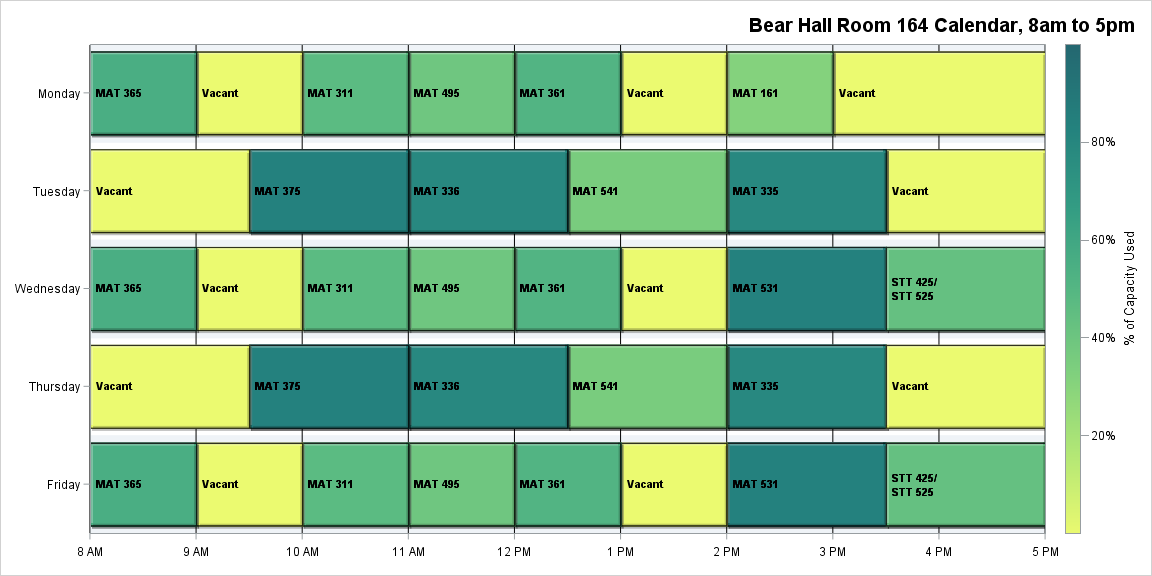 Bear Hall Room 164 Calendar, 8am to 5pm
Monday
MAT 365
Vacant
MAT 311
MAT 495
MAT 361
Vacant
MAT 161
Vacant
Tuesday
Vacant
MAT 375
MAT 336
MAT 541
MAT 335
Vacant
Wednesday
MAT 365
Vacant
MAT 311
MAT 495
MAT 361
Vacant
MAT 531
STT 425/
STT 525
Thursday
Vacant
MAT 375
MAT 336
MAT 541
MAT 335
Vacant
Friday
MAT 365
Vacant
MAT 311
MAT 495
MAT 361
Vacant
MAT 531
STT 425/
STT 525
8 AM
9 AM
10 AM
11 AM
12 PM
1 PM
2 PM
3 PM
4 PM
5 PM
80%
60%
40%
20%
% of Capacity Used